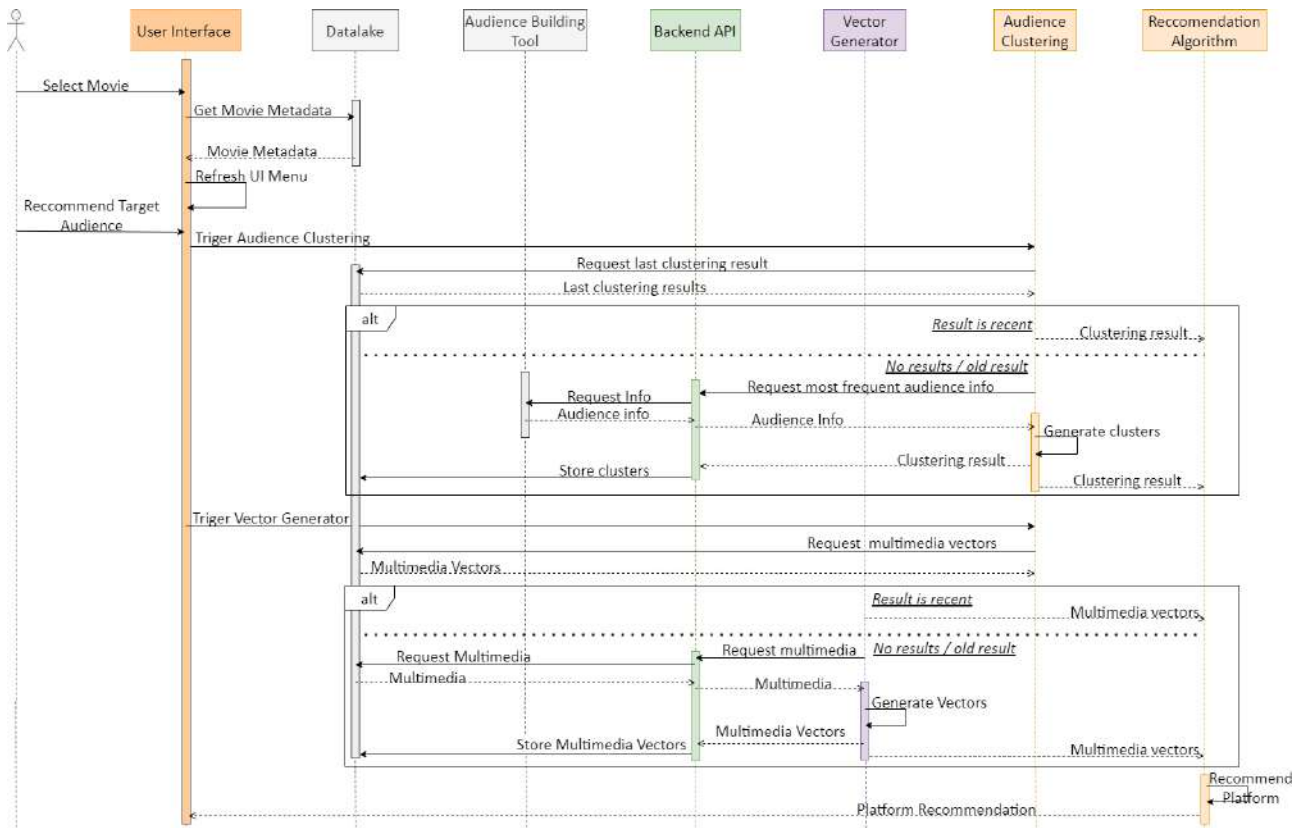 User Interface
Datalake
Audience Building
Tool
Backend API
Vector
Generator
Audience
Clustering
Reccomendation
Algorithm
Select Movie
Get Movie Metadata
Movie Metadata
Refresh UI Menu
Reccommend Target
Audience
Triger Audience Clustering
Request last clustering result
Last clustering results
alt
Result is recent
Clustering result
No results / old result
Request most frequent audience info
Request Info
Audience info
Audience Info
Generate clusters
Clustering result
Store clusters
Clustering result
Triger Vector Generator
Request multimedia vectors
Multimedia Vectors
alt
Result is recent
Multimedia vectors
No results / old result
Request multimedia
Request Multimedia
Multimedia
Multimedia
Generate Vectors
Multimedia Vectors
Store Multimedia Vectors
Multimedia vectors
Recommend
Platform
Platform Recommendation